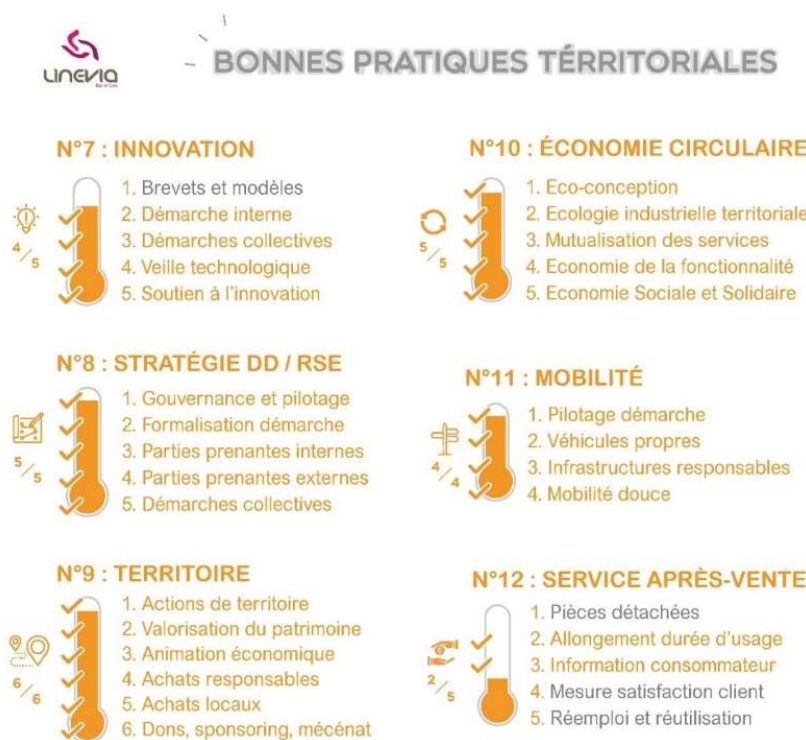 LINEVIA
BONNES PRATIQUES TÉRRITORIALES
N°7 : INNOVATION
4/5
1. Brevets et modèles
2. Démarche interne
3. Démarches collectives
4. Veille technologique
5. Soutien à l'innovation
N°8 : STRATÉGIE DD / RSE
5/5
1. Gouvernance et pilotage
2. Formalisation démarche
3. Parties prenantes internes
4. Parties prenantes externes
5. Démarches collectives
N°9 : TERRITOIRE
6/6
1. Actions de territoire
2. Valorisation du patrimoine
3. Animation économique
4. Achats responsables
5. Achats locaux
6. Dons, sponsoring, mécénat
N°10 : ÉCONOMIE CIRCULAIRE
5/5
1. Eco-conception
2. Ecologie industrielle territoriale
3. Mutualisation des services
4. Economie de la fonctionnalité
5. Economie Sociale et Solidaire
N°11 : MOBILITÉ
4/4
1. Pilotage démarche
2. Véhicules propres
3. Infrastructures responsables
4. Mobilité douce
N°12 : SERVICE APRÈS-VENTE
2/5
1. Pièces détachées
2. Allongement durée d'usage
3. Information consommateur
4. Mesure satisfaction client
5. Réemploi et réutilisation